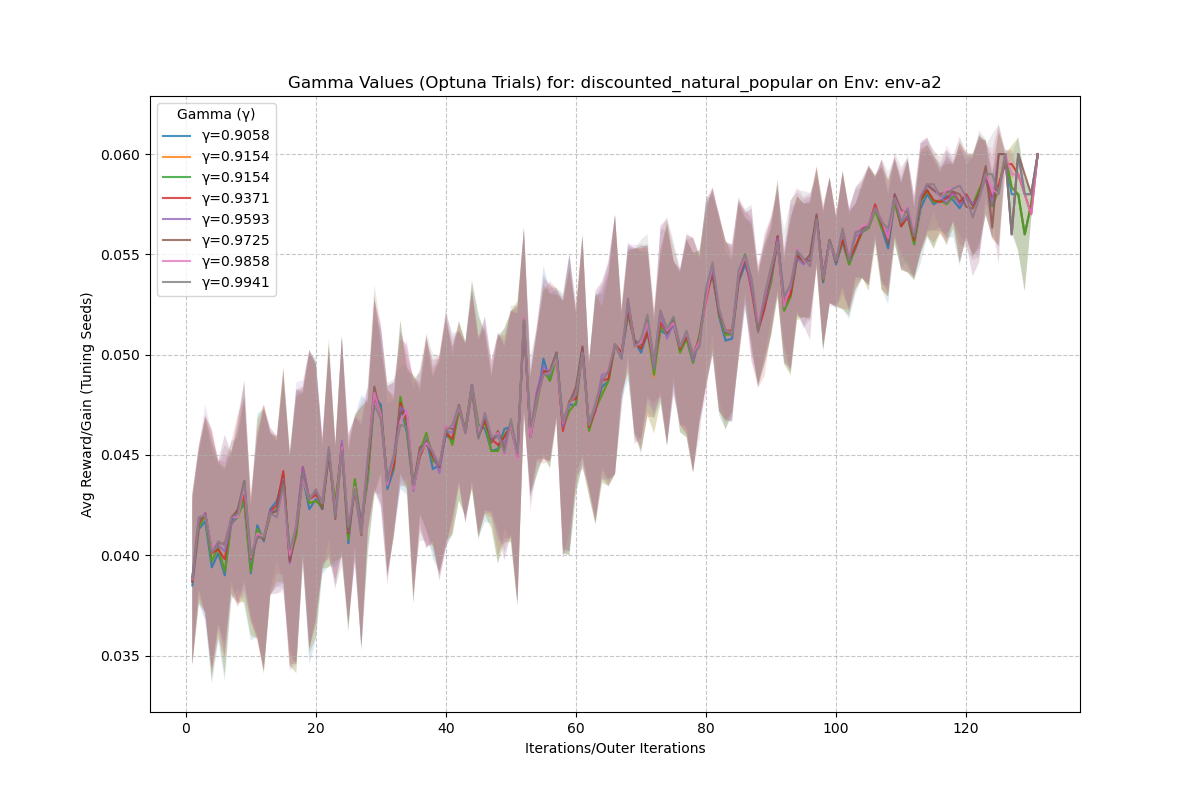 Gamma Values (Optuna Trials) for: discounted_natural_popular on Env: env-a2
Gamma (γ)
γ=0.9058
γ=0.9154
γ=0.9154
γ=0.9371
γ=0.9593
γ=0.9725
γ=0.9858
γ=0.9941
Avg Reward/Gain (Tuning Seeds)
0.060
0.055
0.050
0.045
0.040
0.035
0 20 40 60 80 100 120
Iterations/Outer Iterations